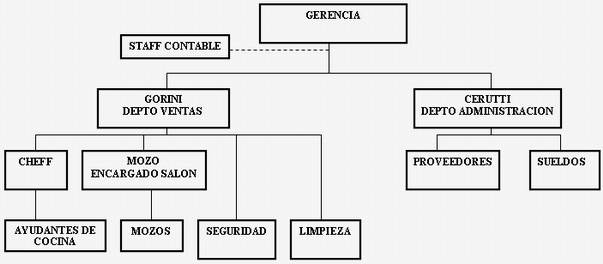 GERENCIA
STAFF CONTABLE
GORINI
DEPTO VENTAS
CERUTTI
DEPTO ADMINISTRACION
CHEFF
MOZO
ENCARGADO SALON
PROVEEDORES
SUELDOS
AYUDANTES DE
COCINA
MOZOS
SEGURIDAD
LIMPIEZA